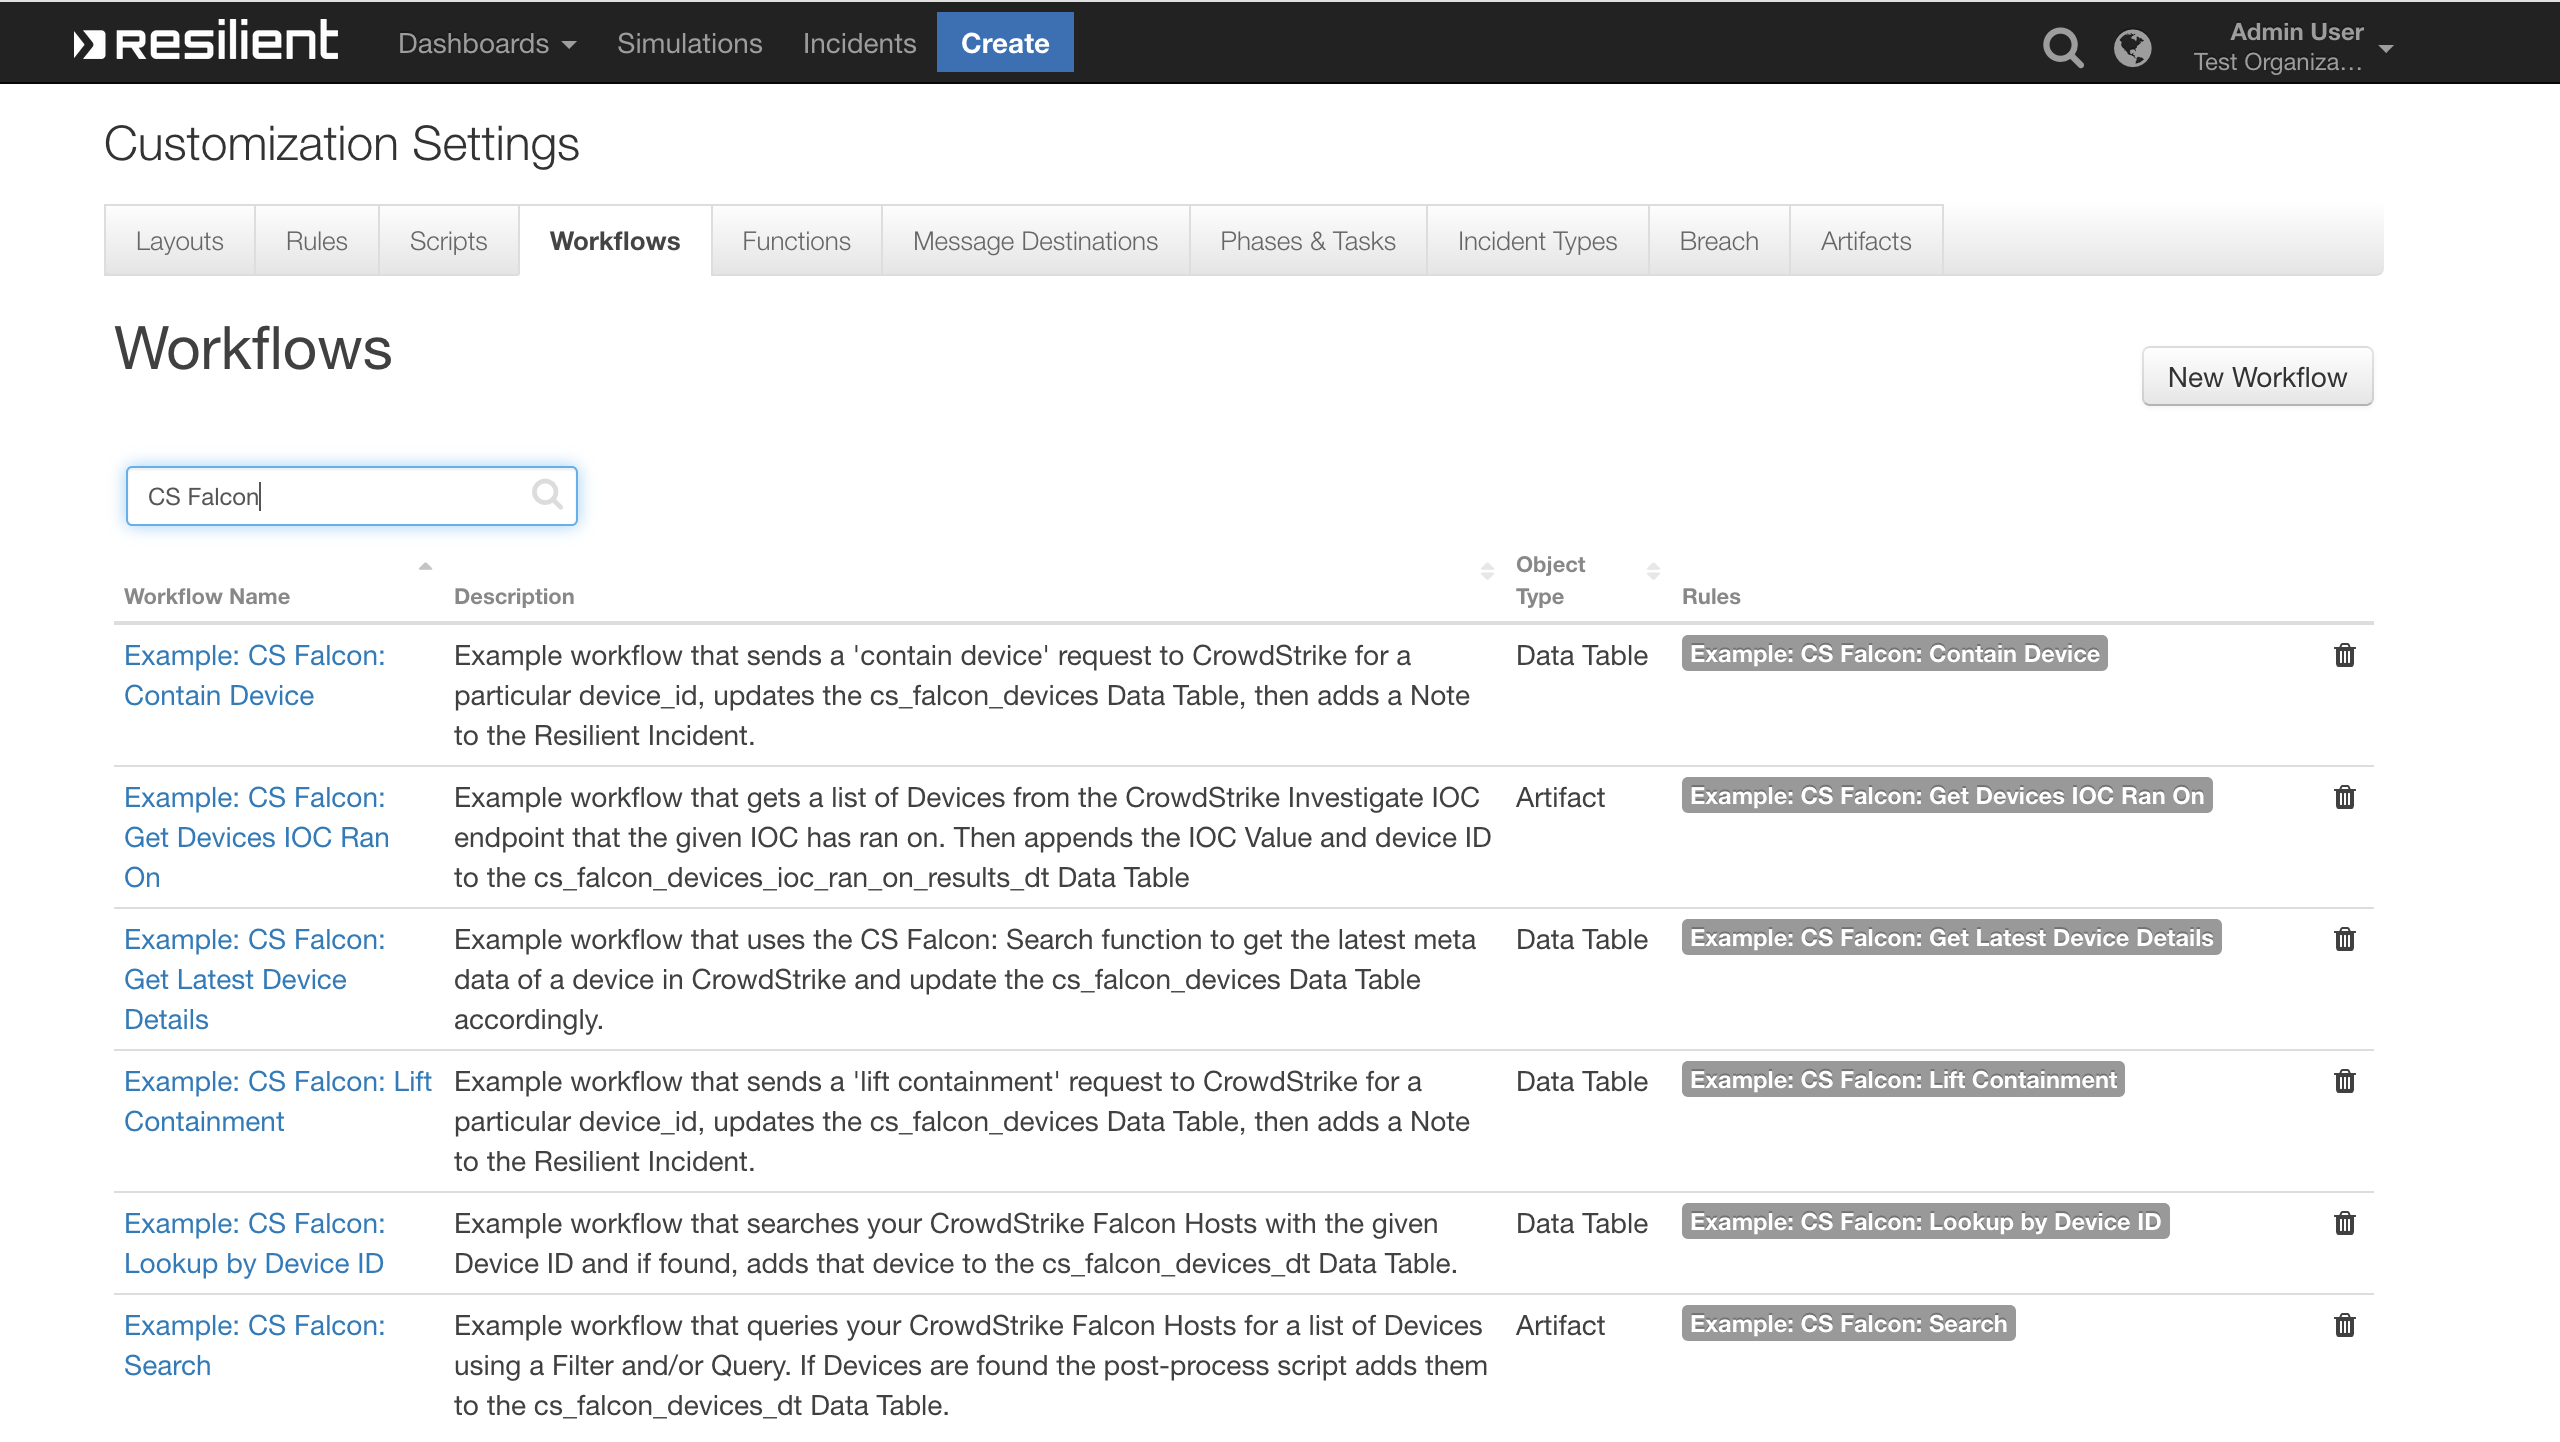 Resilient
Dashboards Simulations Incidents Create
Admin User
Test Organiza...
Customization Settings
Layouts Rules Scripts Workflows Functions Message Destinations Phases & Tasks Incident Types Breach Artifacts
Workflows
New Workflow
CS Falcon
Workflow Name Description Object Type Rules
Example: CS Falcon: Contain Device
Example workflow that sends a 'contain device' request to CrowdStrike for a
particular device_id, updates the cs_falcon_devices Data Table, then adds a Note
to the Resilient Incident.
Data Table
Example: CS Falcon: Contain Device
Example: CS Falcon:
Get Devices IOC Ran
On
Example workflow that gets a list of Devices from the CrowdStrike Investigate IOC
endpoint that the given IOC has ran on. Then appends the IOC Value and device ID
to the cs_falcon_devices_ioc_ran_on_results_dt Data Table
Artifact
Example: CS Falcon: Get Devices IOC Ran On
Example: CS Falcon:
Get Latest Device
Details
Example workflow that uses the CS Falcon: Search function to get the latest meta
data of a device in CrowdStrike and update the cs_falcon_devices Data Table
accordingly.
Data Table
Example: CS Falcon: Get Latest Device Details
Example: CS Falcon: Lift
Containment
Example workflow that sends a 'lift containment' request to CrowdStrike for a
particular device_id, updates the cs_falcon_devices Data Table, then adds a Note
to the Resilient Incident.
Data Table
Example: CS Falcon: Lift Containment
Example: CS Falcon:
Lookup by Device ID
Example workflow that searches your CrowdStrike Falcon Hosts with the given
Device ID and if found, adds that device to the cs_falcon_devices_dt Data Table.
Data Table
Example: CS Falcon: Lookup by Device ID
Example: CS Falcon:
Search
Example workflow that queries your CrowdStrike Falcon Hosts for a list of Devices
using a Filter and/or Query. If Devices are found the post-process script adds them
to the cs_falcon_devices_dt Data Table.
Artifact
Example: CS Falcon: Search